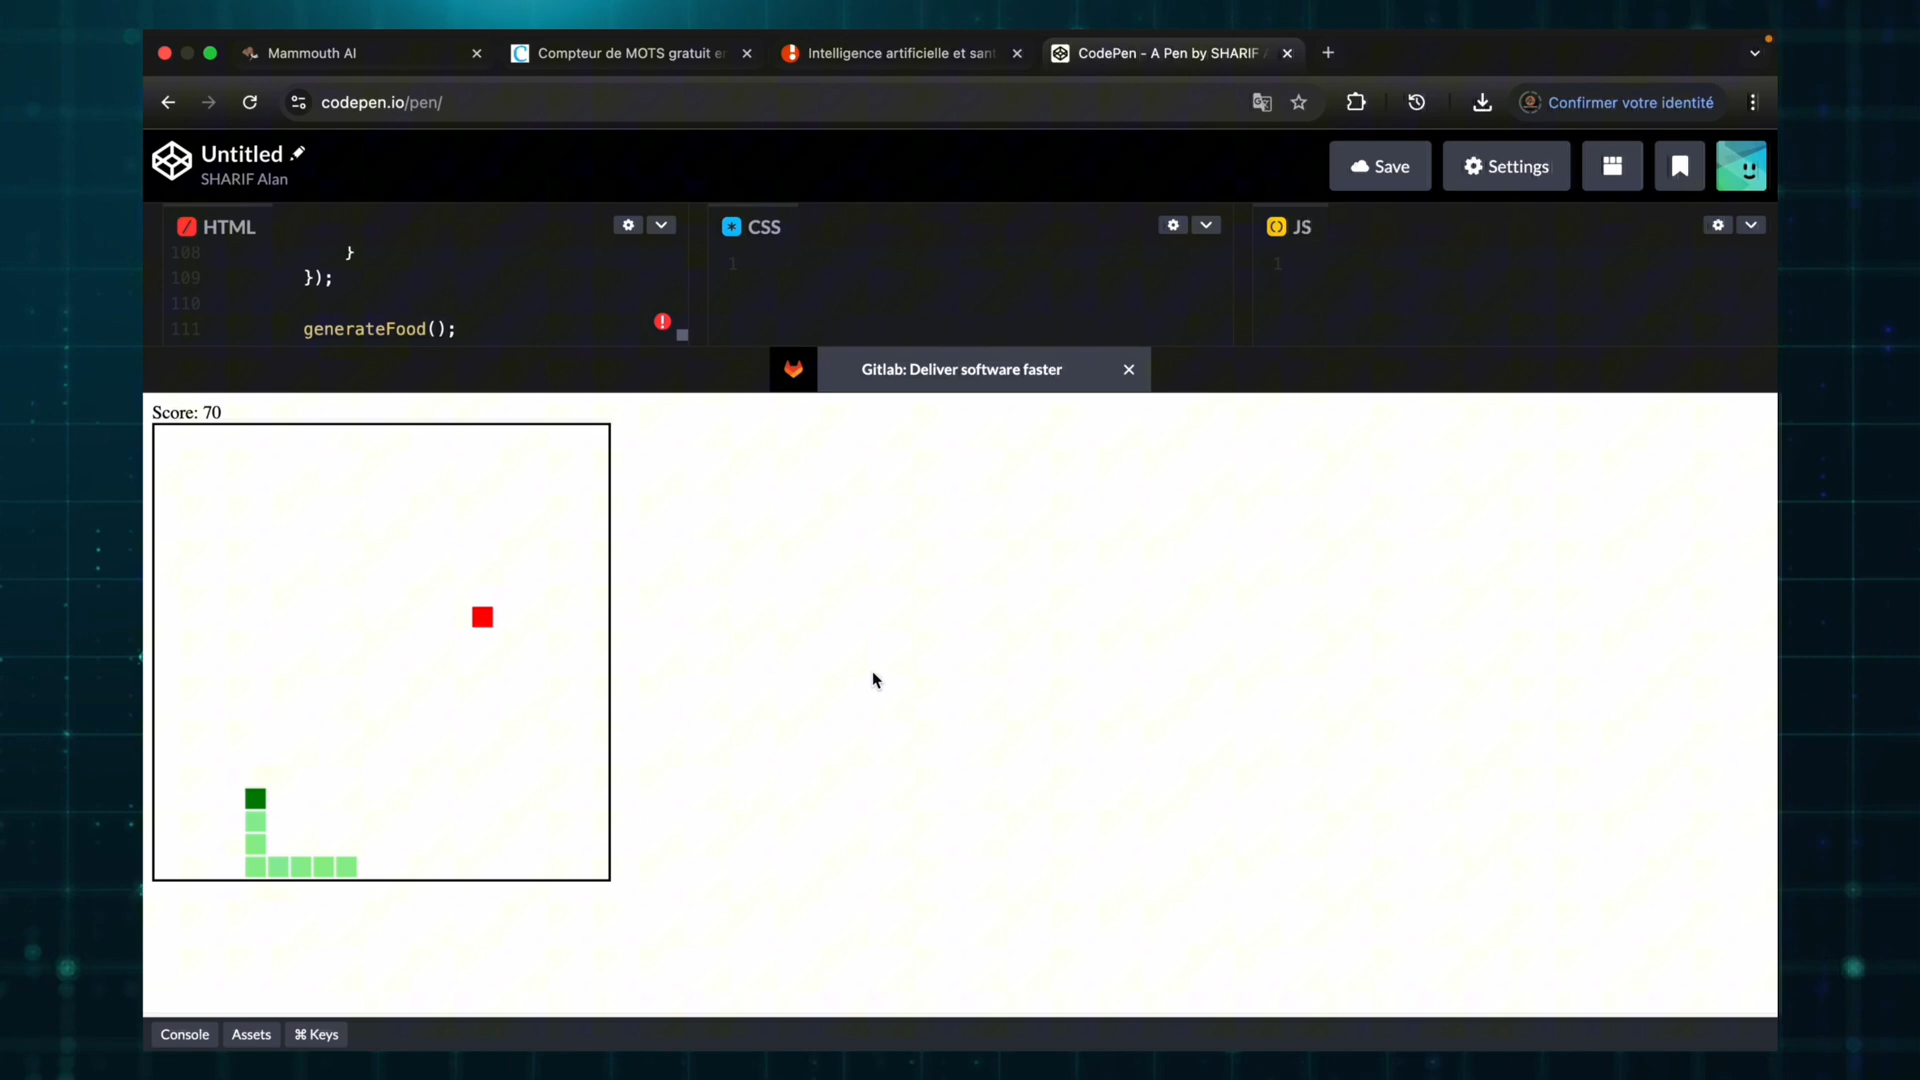 Mammouth AI
Compteur de MOTS gratuit e
Intelligence artificielle et sant
CodePen - A Pen by SHARIF
codepen.io/pen/
Confirmer votre identité
Untitled
SHARIF Alan
Save
Settings
HTML
CSS
JS
108 }
109 });
110
111 generateFood();
1
1
Gitlab: Deliver software faster
Score: 70
Console
Assets
⌘ Keys